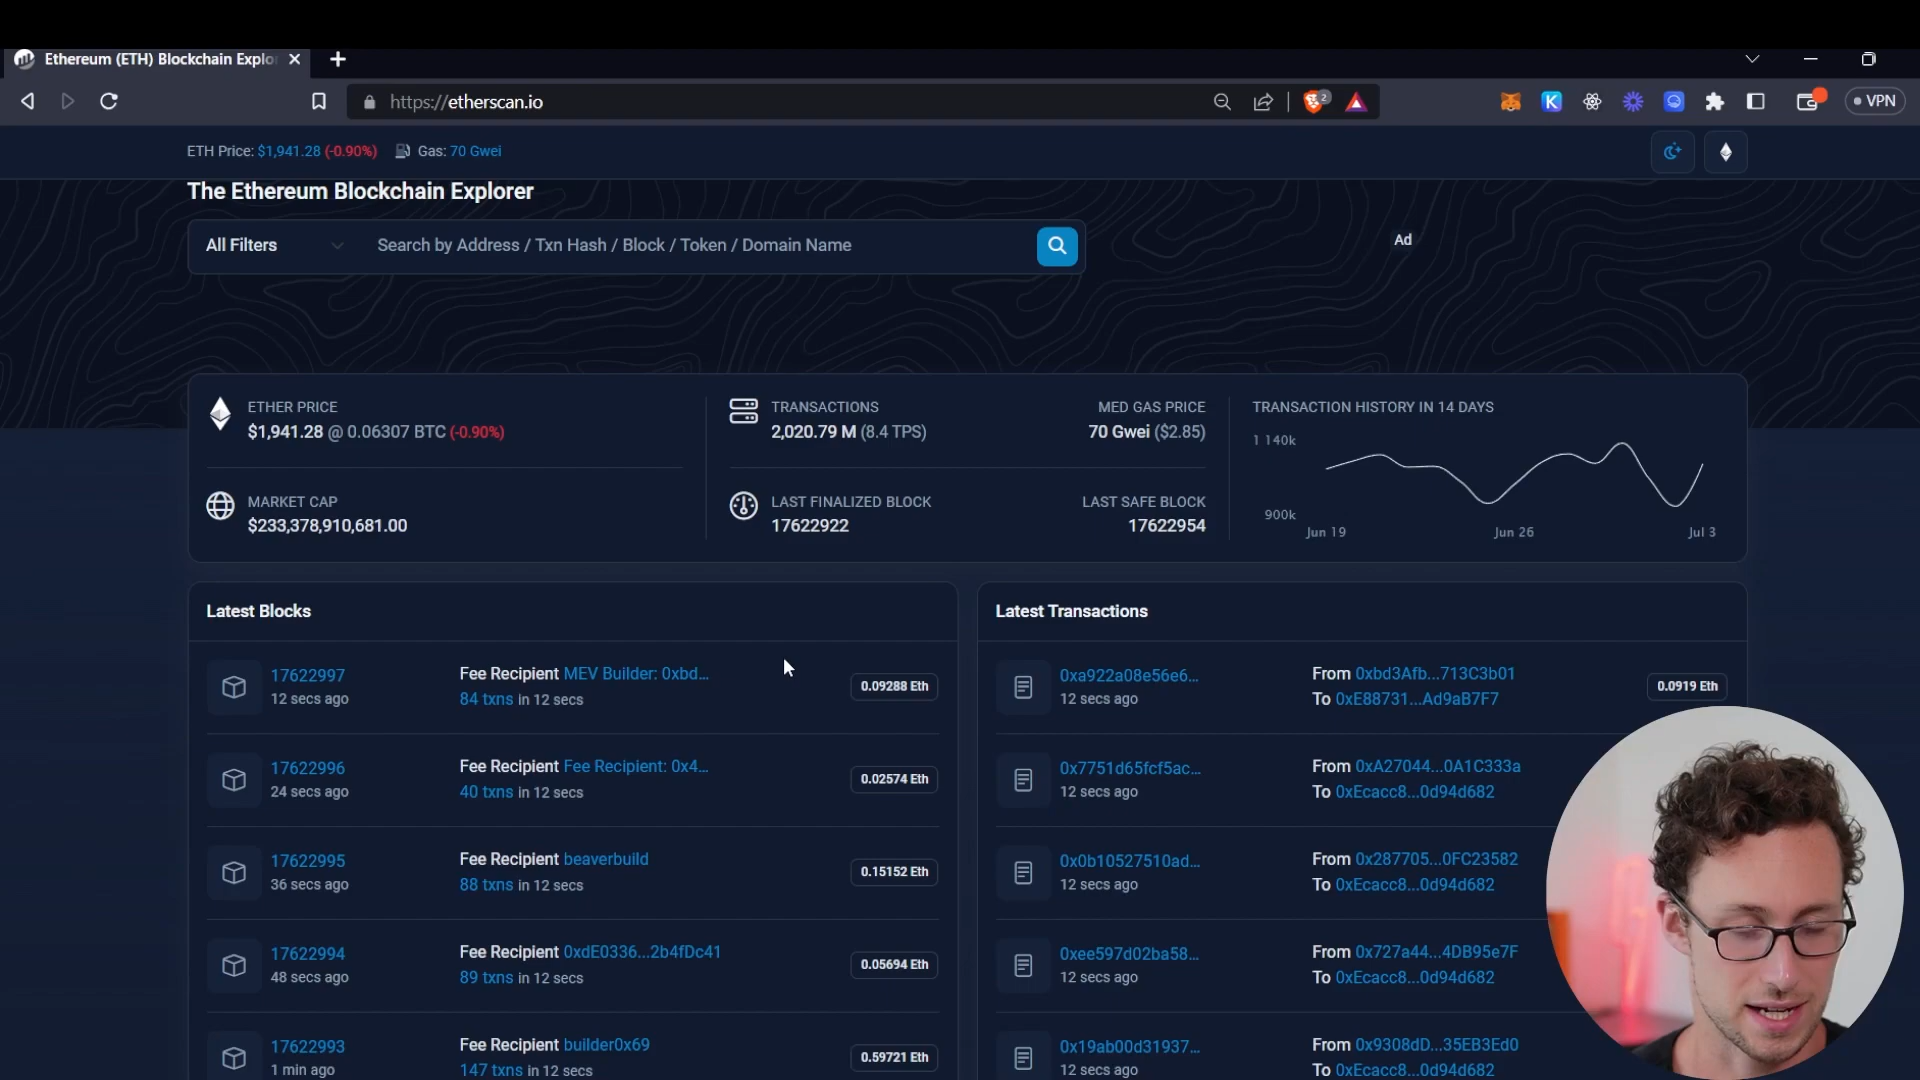 Ethereum (ETH) Blockchain Explo
https://etherscan.io
2
VPN
ETH Price: $1,941.28 (-0.90%) Gas: 70 Gwei
The Ethereum Blockchain Explorer
All Filters Search by Address / Txn Hash / Block / Token / Domain Name
Ad
ETHER PRICE
$1,941.28 @ 0.06307 BTC (-0.90%)
MARKET CAP
$233,378,910,681.00
TRANSACTIONS
2,020.79 M (8.4 TPS)
MED GAS PRICE
70 Gwei ($2.85)
LAST FINALIZED BLOCK
17622922
LAST SAFE BLOCK
17622954
TRANSACTION HISTORY IN 14 DAYS
1 140k
900k
Jun 19 Jun 26 Jul 3
Latest Blocks
17622997
12 secs ago
Fee Recipient MEV Builder: 0xbd...
84 txns in 12 secs
0.09288 Eth
17622996
24 secs ago
Fee Recipient Fee Recipient: 0x4...
40 txns in 12 secs
0.02574 Eth
17622995
36 secs ago
Fee Recipient beaverbuild
88 txns in 12 secs
0.15152 Eth
17622994
48 secs ago
Fee Recipient 0xdE0336...2b4fDc41
89 txns in 12 secs
0.05694 Eth
17622993
1 min ago
Fee Recipient builder0x69
147 txns in 12 secs
0.59721 Eth
Latest Transactions
0xa922a08e56e6...
12 secs ago
From 0xbd3Afb...713C3b01
To 0xE88731...Ad9aB7F7
0.0919 Eth
0x7751d65fcf5ac...
12 secs ago
From 0xA27044...0A1C333a
To 0xEcacc8...0d94d682
0x0b10527510ad...
12 secs ago
From 0x287705...0FC23582
To 0xEcacc8...0d94d682
0xee597d02ba58...
12 secs ago
From 0x727a44...4DB95e7F
To 0xEcacc8...0d94d682
0x19ab00d31937...
12 secs ago
From 0x9308dD...35EB3Ed0
To 0xEcacc8...0d94d682